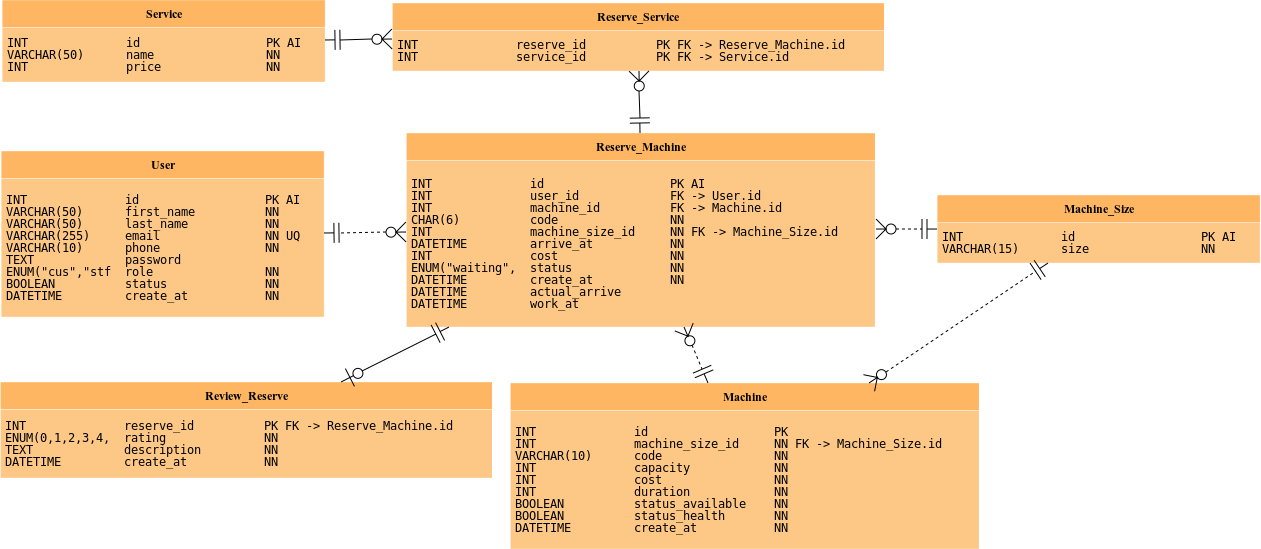 Service
INT id PK AI
VARCHAR(50) name NN
INT price NN
Reserve_Service
INT reserve_id PK FK -> Reserve_Machine.id
INT service_id PK FK -> Service.id
User
INT id PK AI
VARCHAR(50) first_name NN
VARCHAR(50) last_name NN
VARCHAR(255) email NN UQ
VARCHAR(10) phone NN
TEXT password
ENUM("cus","stf role NN
BOOLEAN status NN
DATETIME create_at NN
Reserve_Machine
INT id PK AI
INT user_id FK -> User.id
INT machine_id FK -> Machine.id
CHAR(6) code NN
INT machine_size_id NN FK -> Machine_Size.id
DATETIME arrive_at NN
INT cost NN
ENUM("waiting", status NN
DATETIME create_at NN
DATETIME actual_arrive
DATETIME work_at
Machine_Size
INT id PK AI
VARCHAR(15) size NN
Review_Reserve
INT reserve_id PK FK -> Reserve_Machine.id
ENUM(0,1,2,3,4, rating NN
TEXT description NN
DATETIME create_at NN
Machine
INT id PK
INT machine_size_id NN FK -> Machine_Size.id
VARCHAR(10) code NN
INT capacity NN
INT cost NN
INT duration NN
BOOLEAN status_available NN
BOOLEAN status_health NN
DATETIME create_at NN